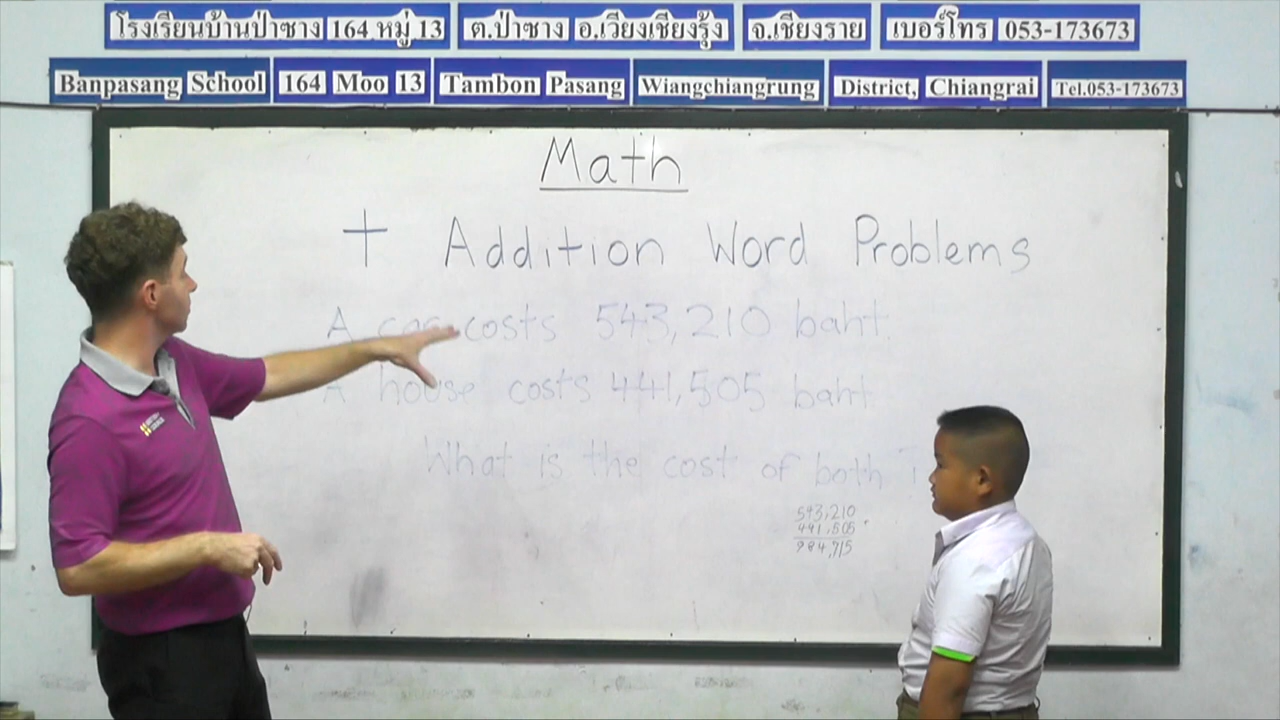 โรงเรียนบ้านป่าซาง 164 หมู่ 13 ต.ป่าซาง อ.เวียงเชียงรุ้ง จ.เชียงราย เบอร์โทร 053-173673
Banpasang School 164 Moo 13 Tambon Pasang Wiangchiangrung District, Chiangrai Tel.053-173673
Math
+ Addition Word Problems
A car costs 543,210 baht.
A house costs 441,505 baht.
What is the cost of both
543,210
441,505 +
984,715